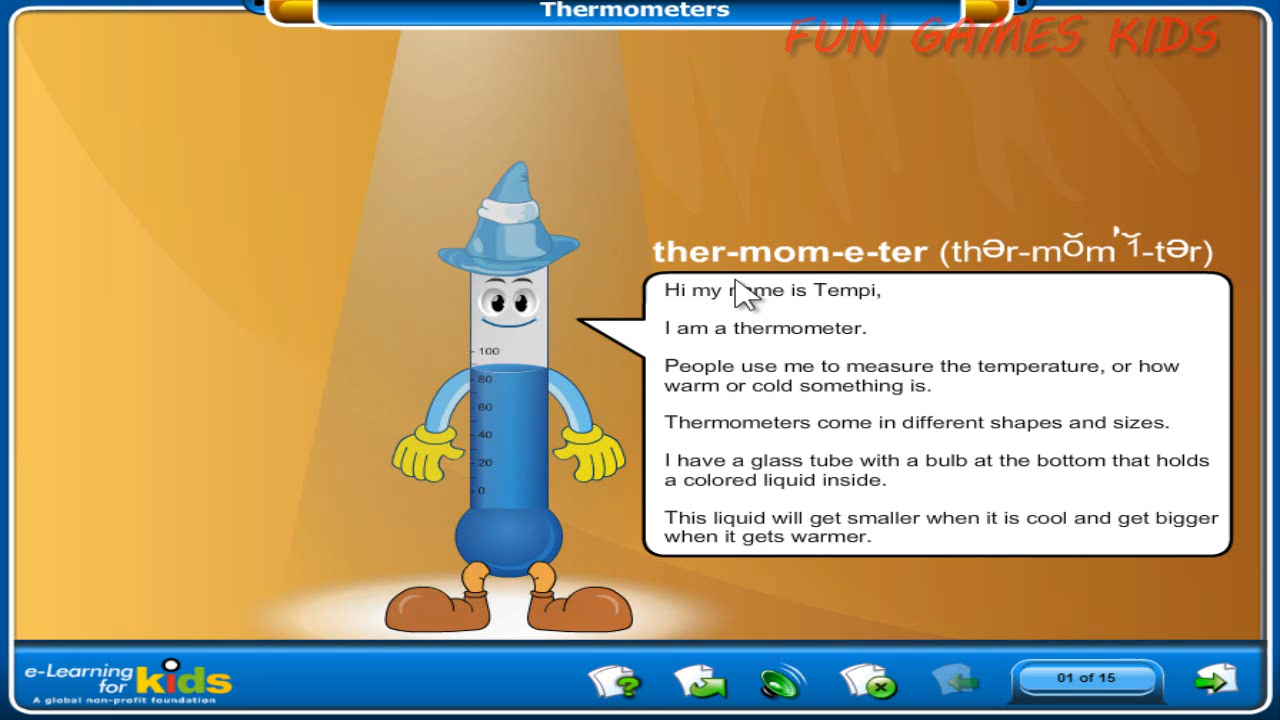 Thermometers
FUN GAMES KIDS
ther-mom-e-ter (thər-mŏm'ĭ-tər)
Hi my name is Tempi,
I am a thermometer.
People use me to measure the temperature, or how
warm or cold something is.
Thermometers come in different shapes and sizes.
I have a glass tube with a bulb at the bottom that holds
a colored liquid inside.
This liquid will get smaller when it is cool and get bigger
when it gets warmer.
100
80
60
40
20
0
e-Learning
for kids
A global non-profit foundation
01 of 15